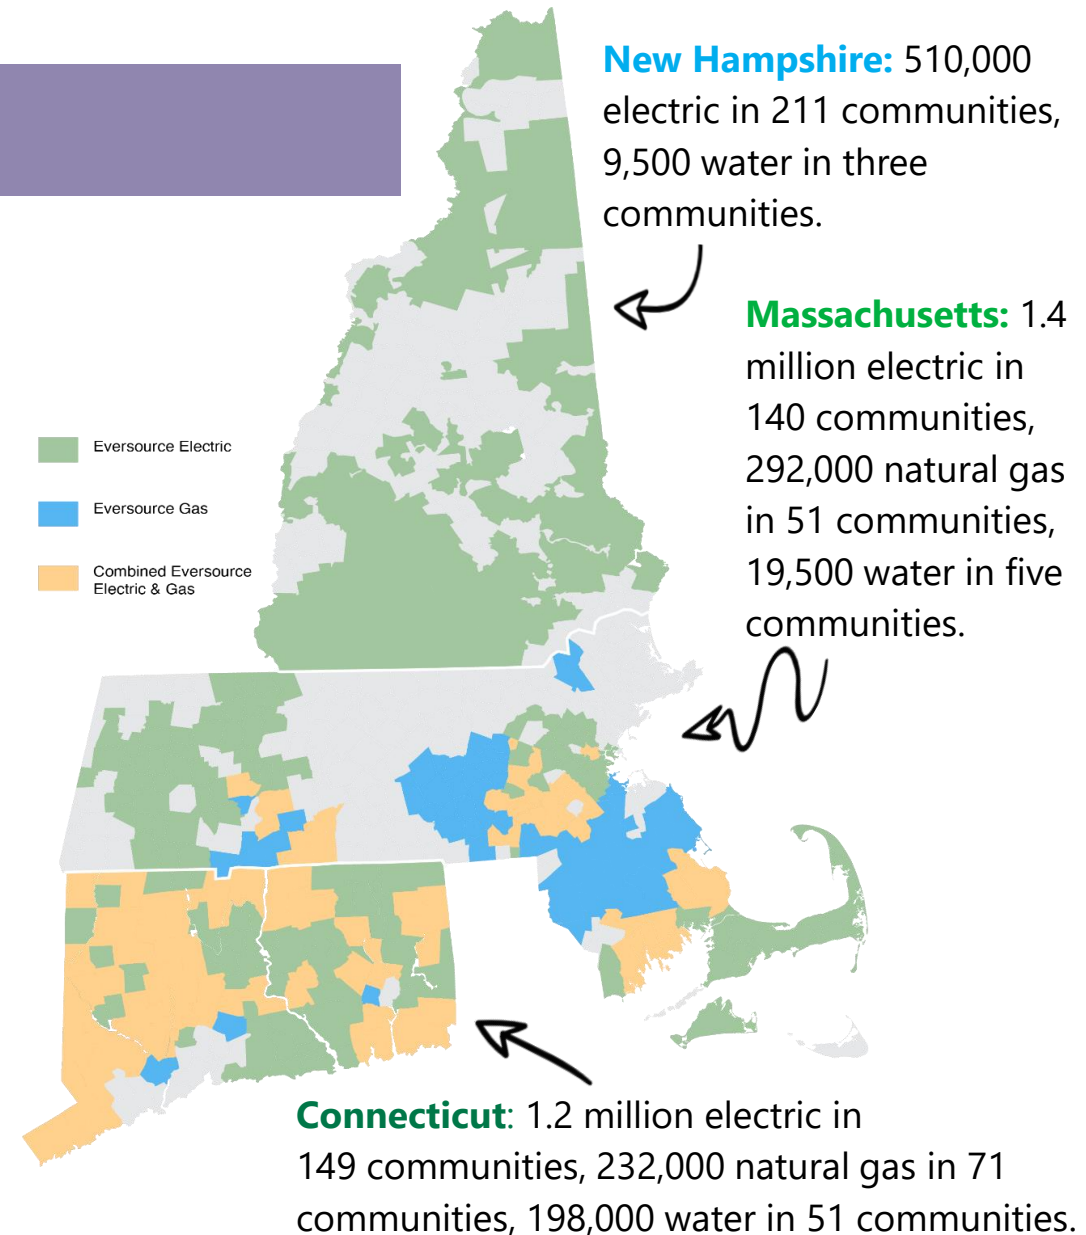 New Hampshire: 510,000
electric in 211 communities,
9,500 water in three
communities.
Massachusetts: 1.4
million electric in
140 communities,
292,000 natural gas
in 51 communities,
19,500 water in five
communities.
Eversource Electric
Eversource Gas
Combined Eversource
Electric & Gas
Connecticut: 1.2 million electric in
149 communities, 232,000 natural gas in 71
communities, 198,000 water in 51 communities.